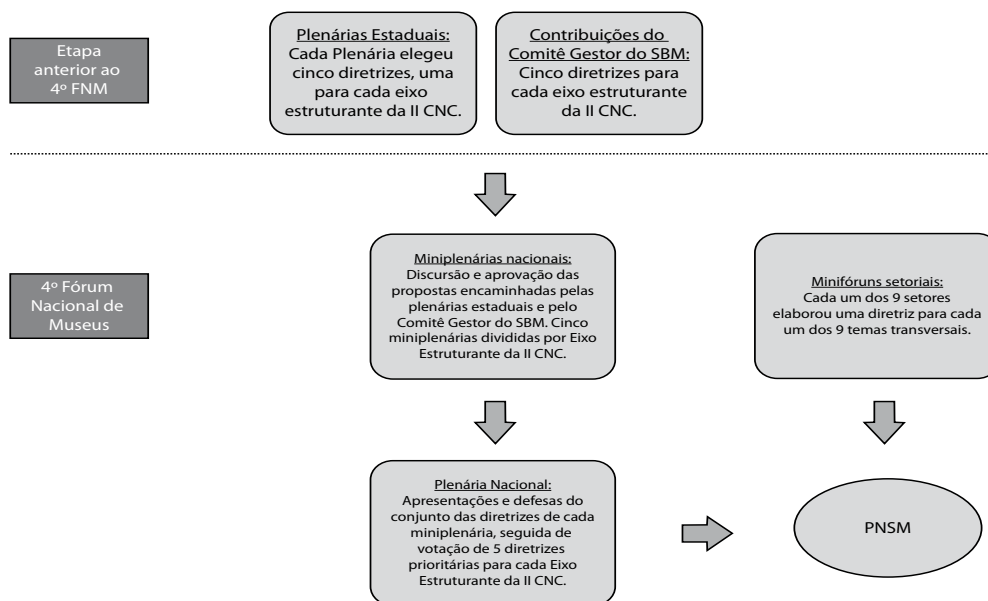 Etapa
anterior ao
4º FNM
Plenárias Estaduais:
Cada Plenária elegeu
cinco diretrizes, uma
para cada eixo
estruturante da II CNC.
Contribuições do
Comitê Gestor do SBM:
Cinco diretrizes para
cada eixo estruturante
da II CNC.
4º Fórum
Nacional de
Museus
Miniplenárias nacionais:
Discursão e aprovação das
propostas encaminhadas pelas
plenárias estaduais e pelo
Comitê Gestor do SBM. Cinco
miniplenárias divididas por Eixo
Estruturante da II CNC.
Minifóruns setoriais:
Cada um dos 9 setores
elaborou uma diretriz para cada
um dos 9 temas transversais.
Plenária Nacional:
Apresentações e defesas do
conjunto das diretrizes de cada
miniplenária, seguida de
votação de 5 diretrizes
prioritárias para cada Eixo
Estruturante da II CNC.
PNSM